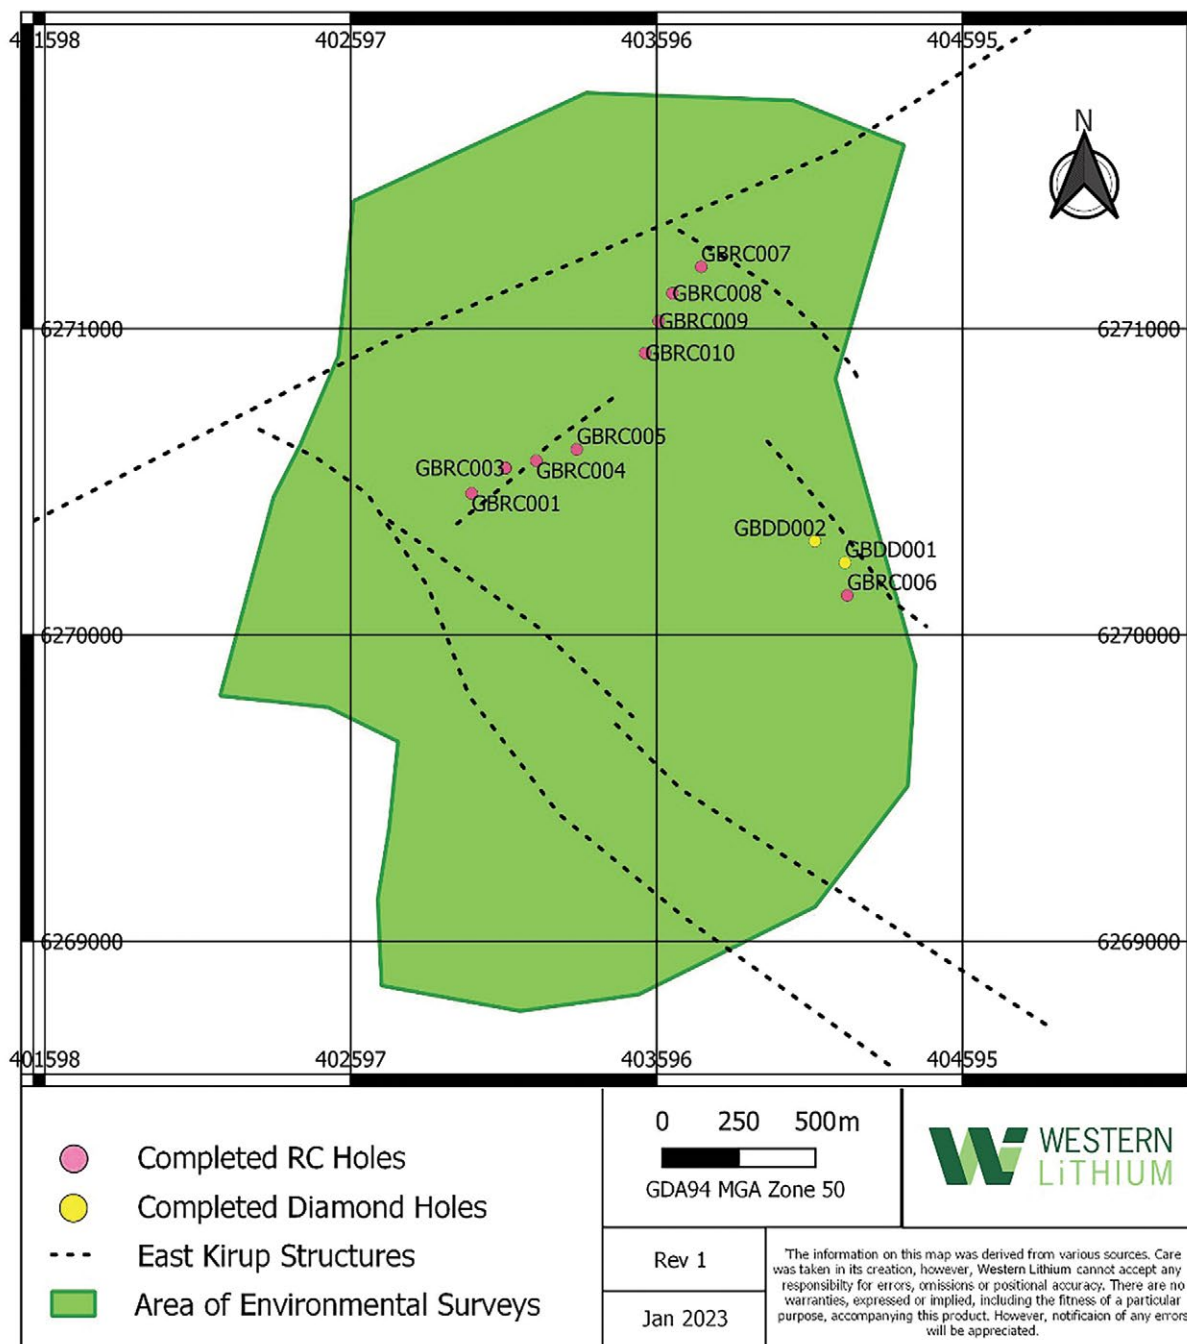 401598 402597 403596 404595
N
GBRC007
GBRC008
6271000 GBRC009 6271000
GBRC010
GBRC005
GBRC003 GBRC004
GBRC001
GBDD002
GBDD001
GBRC006
6270000 6270000
6269000 6269000
401598 402597 403596 404595
Completed RC Holes
Completed Diamond Holes
East Kirup Structures
Area of Environmental Surveys
0 250 500m
GDA94 MGA Zone 50
WESTERN
LiTHIUM
Rev 1
Jan 2023
'The information on this map was derived from various sources. Care
was taken in its creation, however, Western Lithium cannot accept any
responsibilty for errors, omissions or positional accuracy. There are no
warranties, expressed or implied, including the fitness of a particular
purpose, accompanying this product. However, notificaion of any errors
will be appreciated.